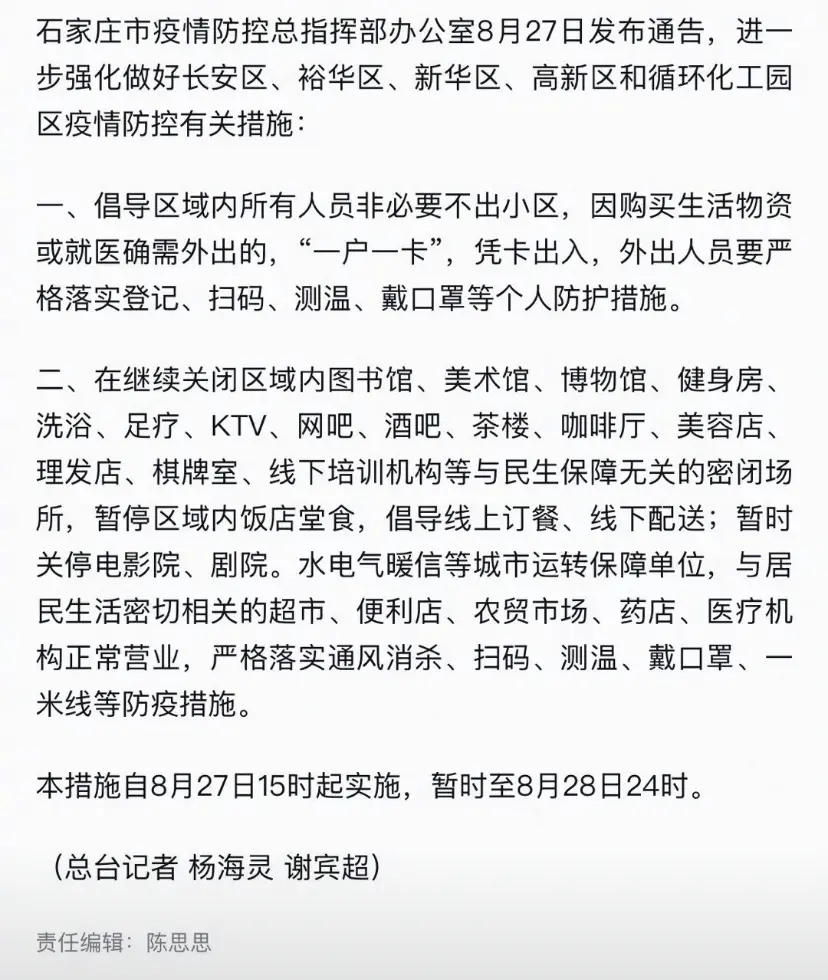 石家庄市疫情防控总指挥部办公室8月27日发布通告，进一
步强化做好长安区、裕华区、新华区、高新区和循环化工园
区疫情防控有关措施：
一、倡导区域内所有人员非必要不出小区，因购买生活物资
或就医确需外出的，“一户一卡”，凭卡出入，外出人员要严
格落实登记、扫码、测温、戴口罩等个人防护措施。
二、在继续关闭区域内图书馆、美术馆、博物馆、健身房、
洗浴、足疗、KTV、网吧、酒吧、茶楼、咖啡厅、美容店、
理发店、棋牌室、线下培训机构等与民生保障无关的密闭场
所，暂停区域内饭店堂食，倡导线上订餐、线下配送；暂时
关停电影院、剧院。水电气暖信等城市运转保障单位，与居
民生活密切相关的超市、便利店、农贸市场、药店、医疗机
构正常营业，严格落实通风消杀、扫码、测温、戴口罩、一
米线等防疫措施。
本措施自8月27日15时起实施，暂时至8月28日24时。
（总台记者 杨海灵 谢宾超）
责任编辑：陈思思